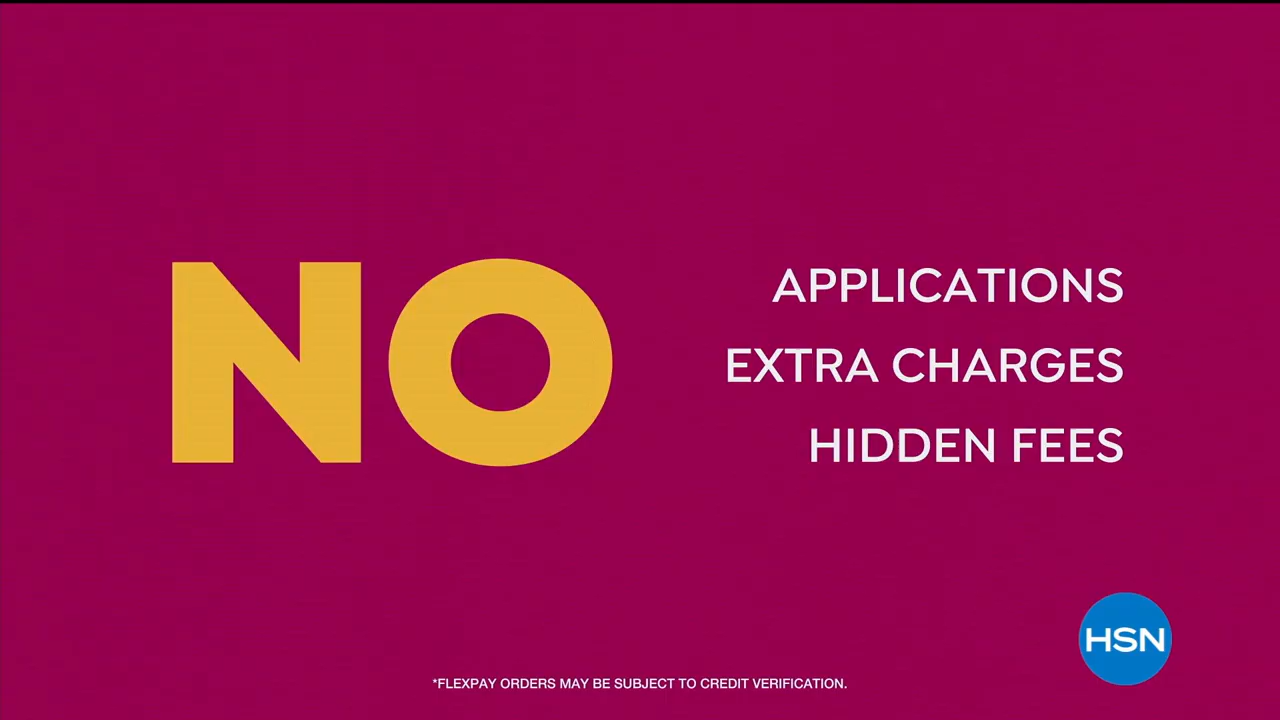 NO
APPLICATIONS
EXTRA CHARGES
HIDDEN FEES
HSN
*FLEXPAY ORDERS MAY BE SUBJECT TO CREDIT VERIFICATION.